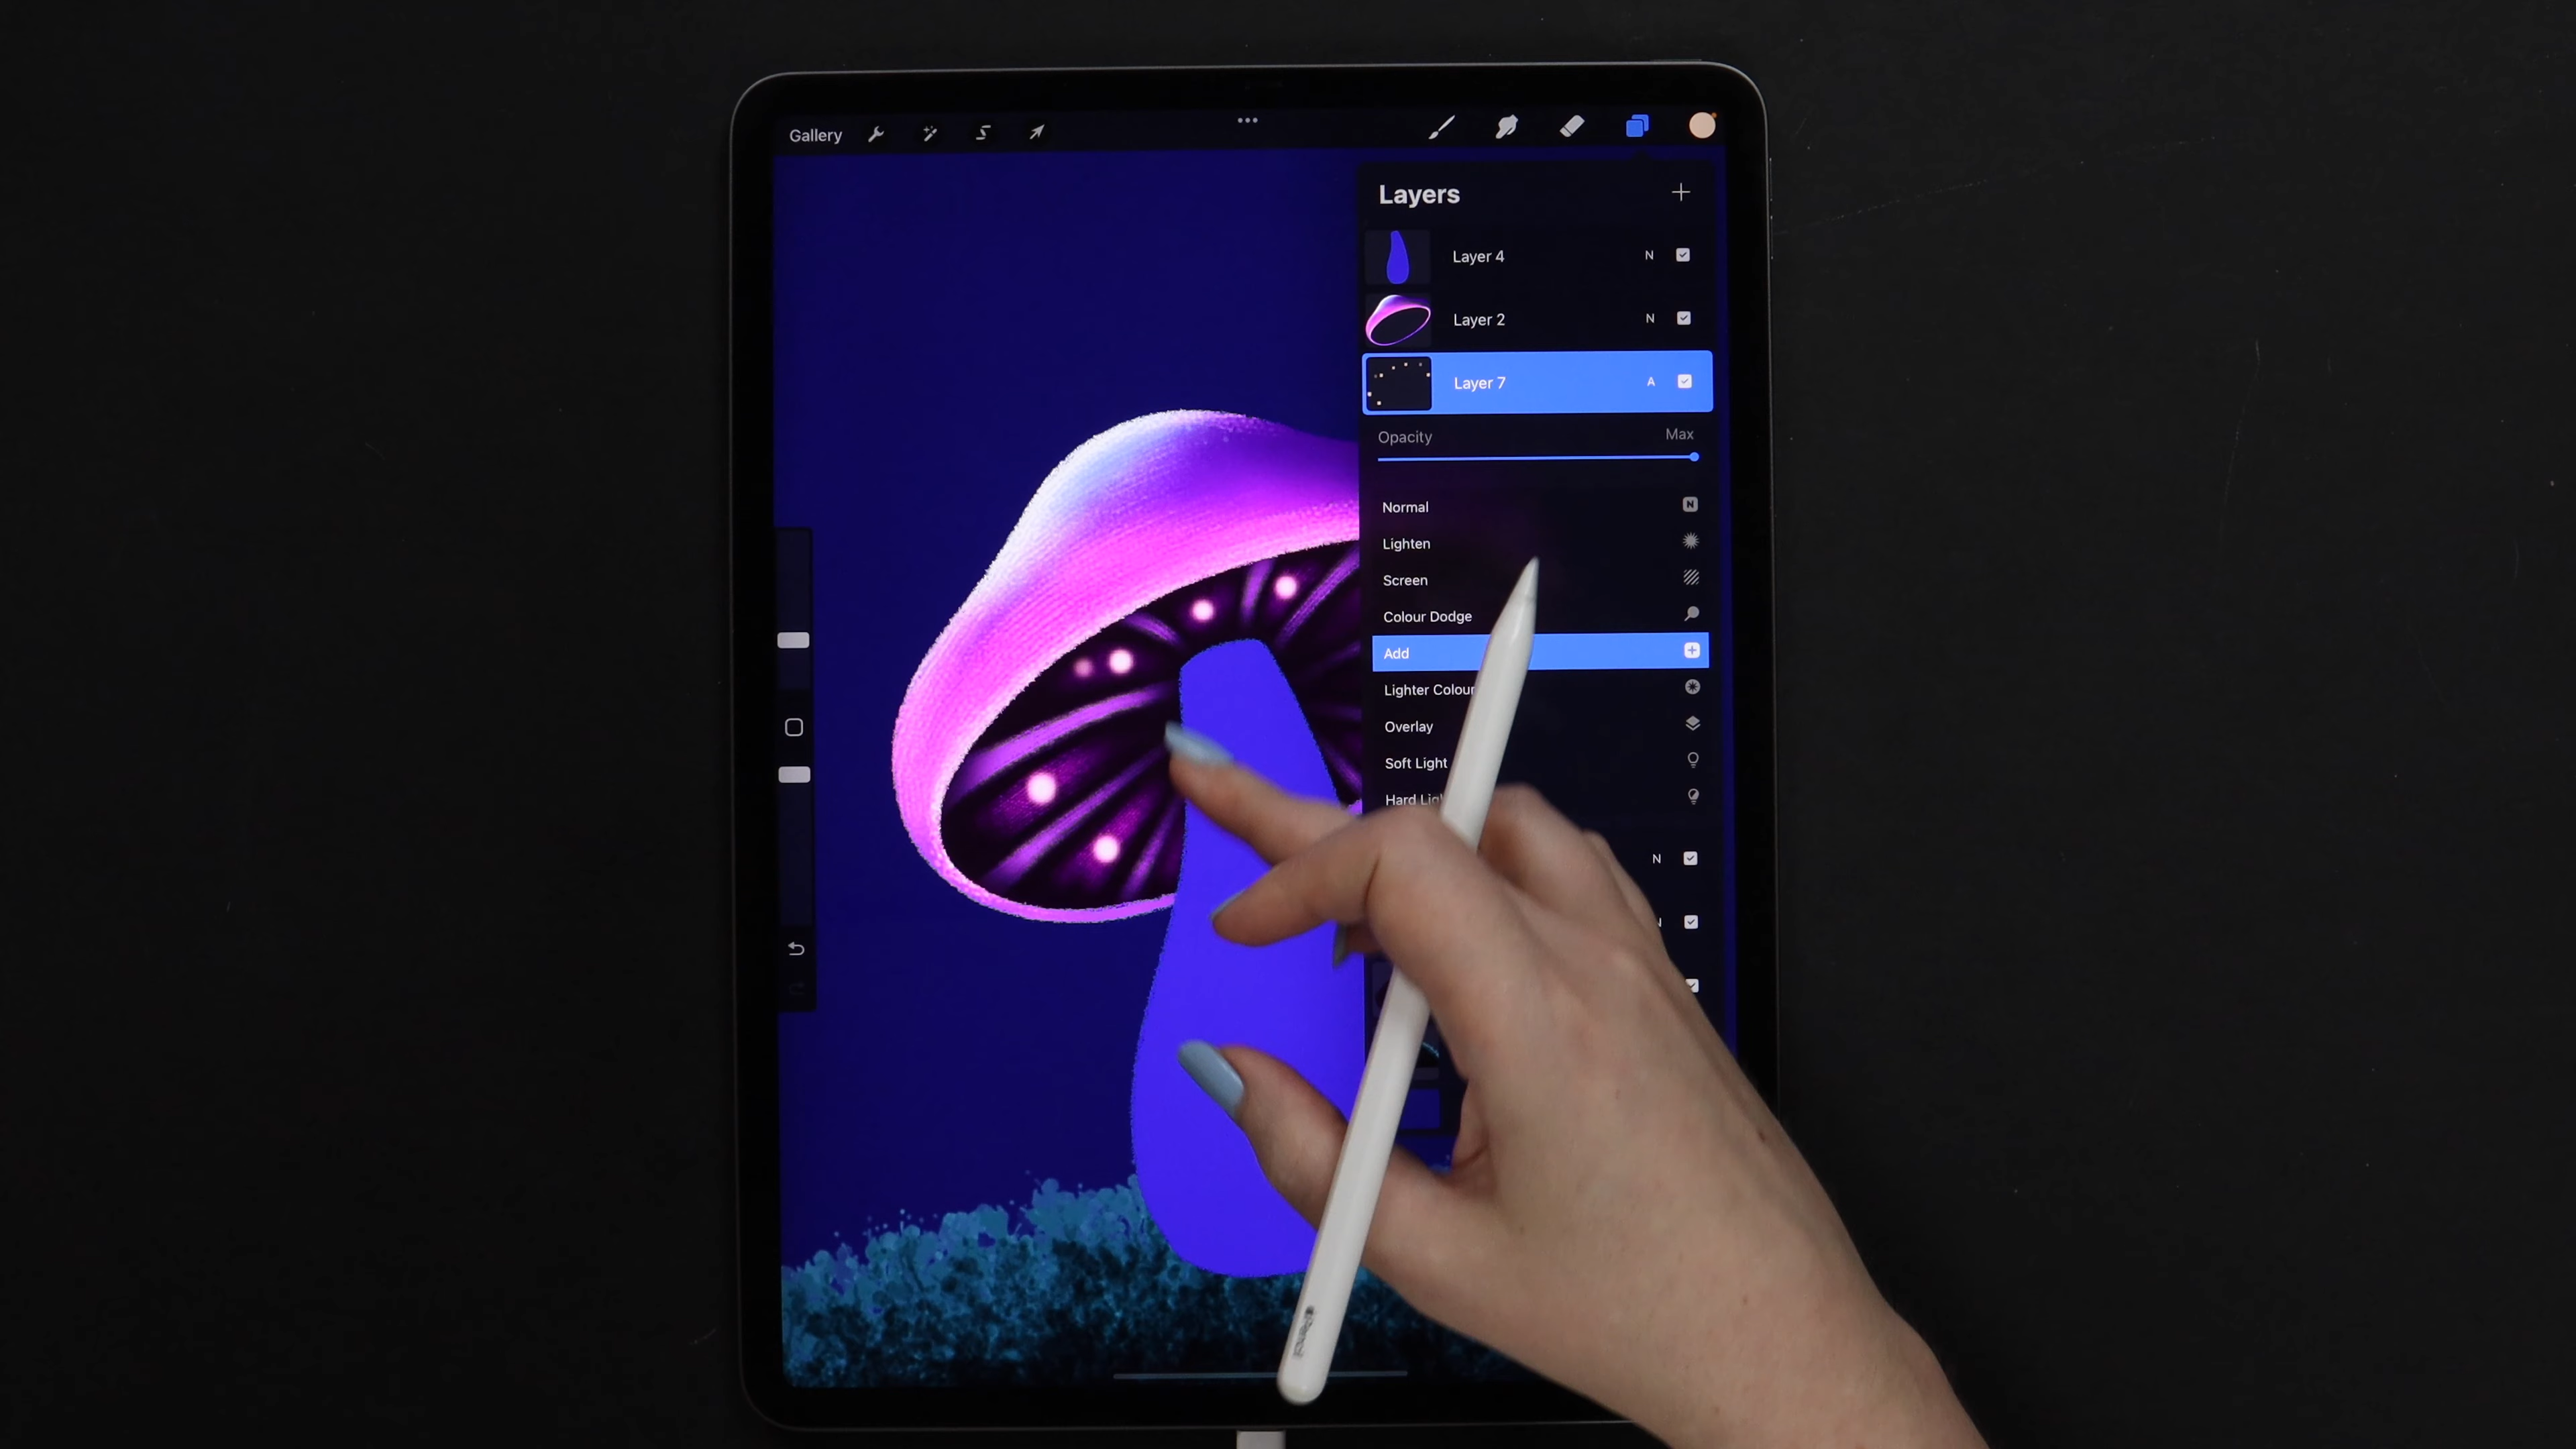 Gallery
Layers
Layer 4 N
Layer 2 N
Layer 7 A
Opacity Max
Normal N
Lighten
Screen
Colour Dodge
Add
Lighter Colour
Overlay
Soft Light
Hard
N